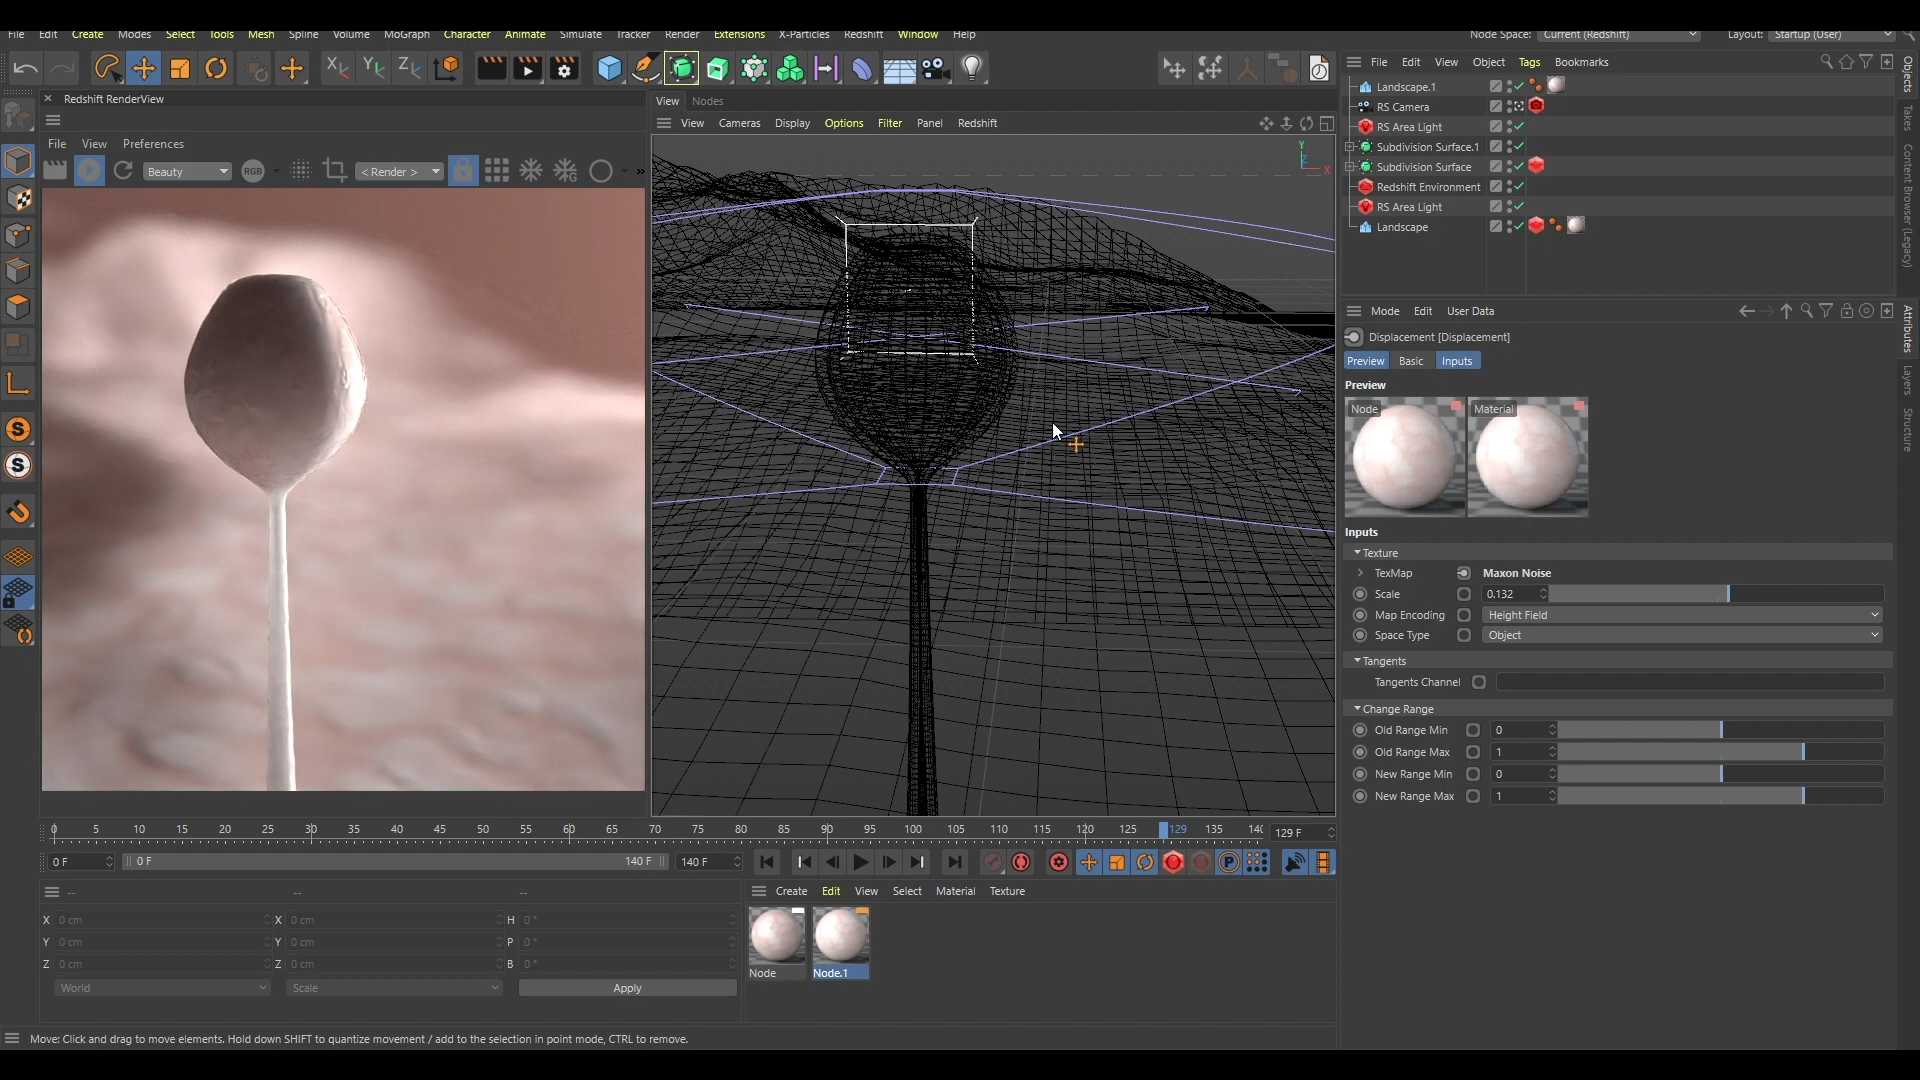 File Edit Create Modes Select Tools Mesh Spline Volume MoGraph Character Animate Simulate Tracker Render Extensions X-Particles Redshift Window Help Node Space: Current (Redshift) Layout: Startup (User)
Redshift RenderView
File View Preferences
Beauty RGB < Render >
View Nodes
View Cameras Display Options Filter Panel Redshift
Y
Z
X
File Edit View Object Tags Bookmarks
Landscape.1
RS Camera
RS Area Light
Subdivision Surface.1
Subdivision Surface
Redshift Environment
RS Area Light
Landscape
Objects
Takes
Content Browser (Legacy)
Mode Edit User Data
Displacement [Displacement]
Preview Basic Inputs
Preview
Node Material
Inputs
Texture
TexMap Maxon Noise
Scale 0.132
Map Encoding Height Field
Space Type Object
Tangents
Tangents Channel
Change Range
Old Range Min 0
Old Range Max 1
New Range Min 0
New Range Max 1
Attributes
Layers
Structure
0 5 10 15 20 25 30 35 40 45 50 55 60 65 70 75 80 85 90 95 100 105 110 115 120 125 129 135 140 129 F
0 F 0 F 140 F 140 F
-- -- --
X 0 cm X 0 cm H 0 °
Y 0 cm Y 0 cm P 0 °
Z 0 cm Z 0 cm B 0 °
World Scale Apply
Create Edit View Select Material Texture
Node Node.1
Move: Click and drag to move elements. Hold down SHIFT to quantize movement / add to the selection in point mode, CTRL to remove.